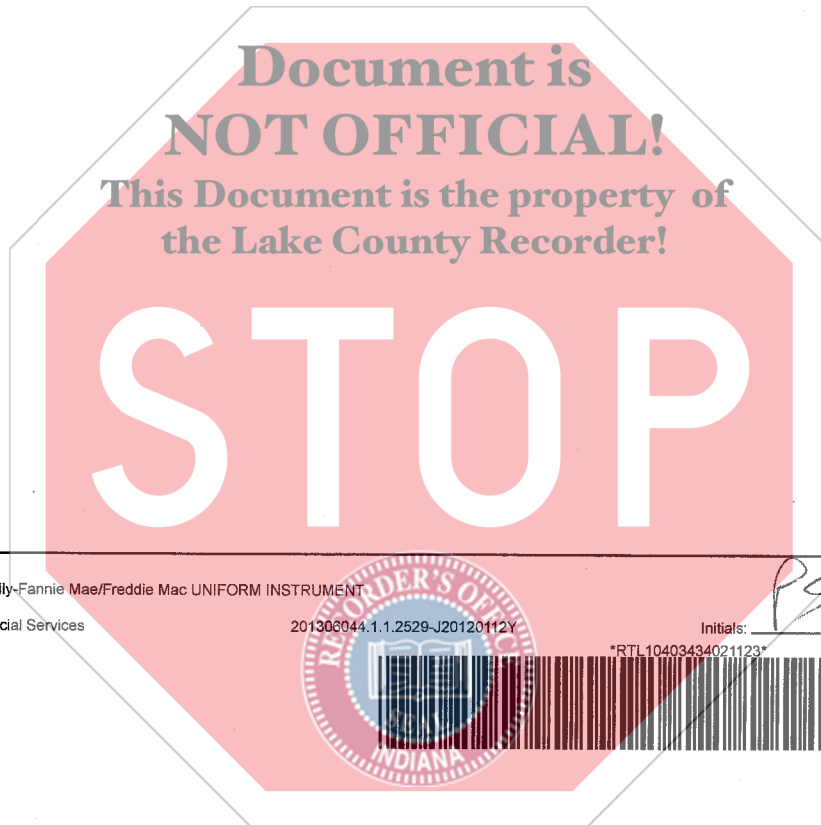 Document is
NOT OFFICIAL!
This Document is the property of
the Lake County Recorder!
STOP
ily-Fannie Mae/Freddie Mac UNIFORM INSTRUMENT
cial Services
201306044.1.1.2529-J20120112Y
Initials:
*RTL10403434021123*
RECORDER'S OFFICE
SEAL
INDIANA